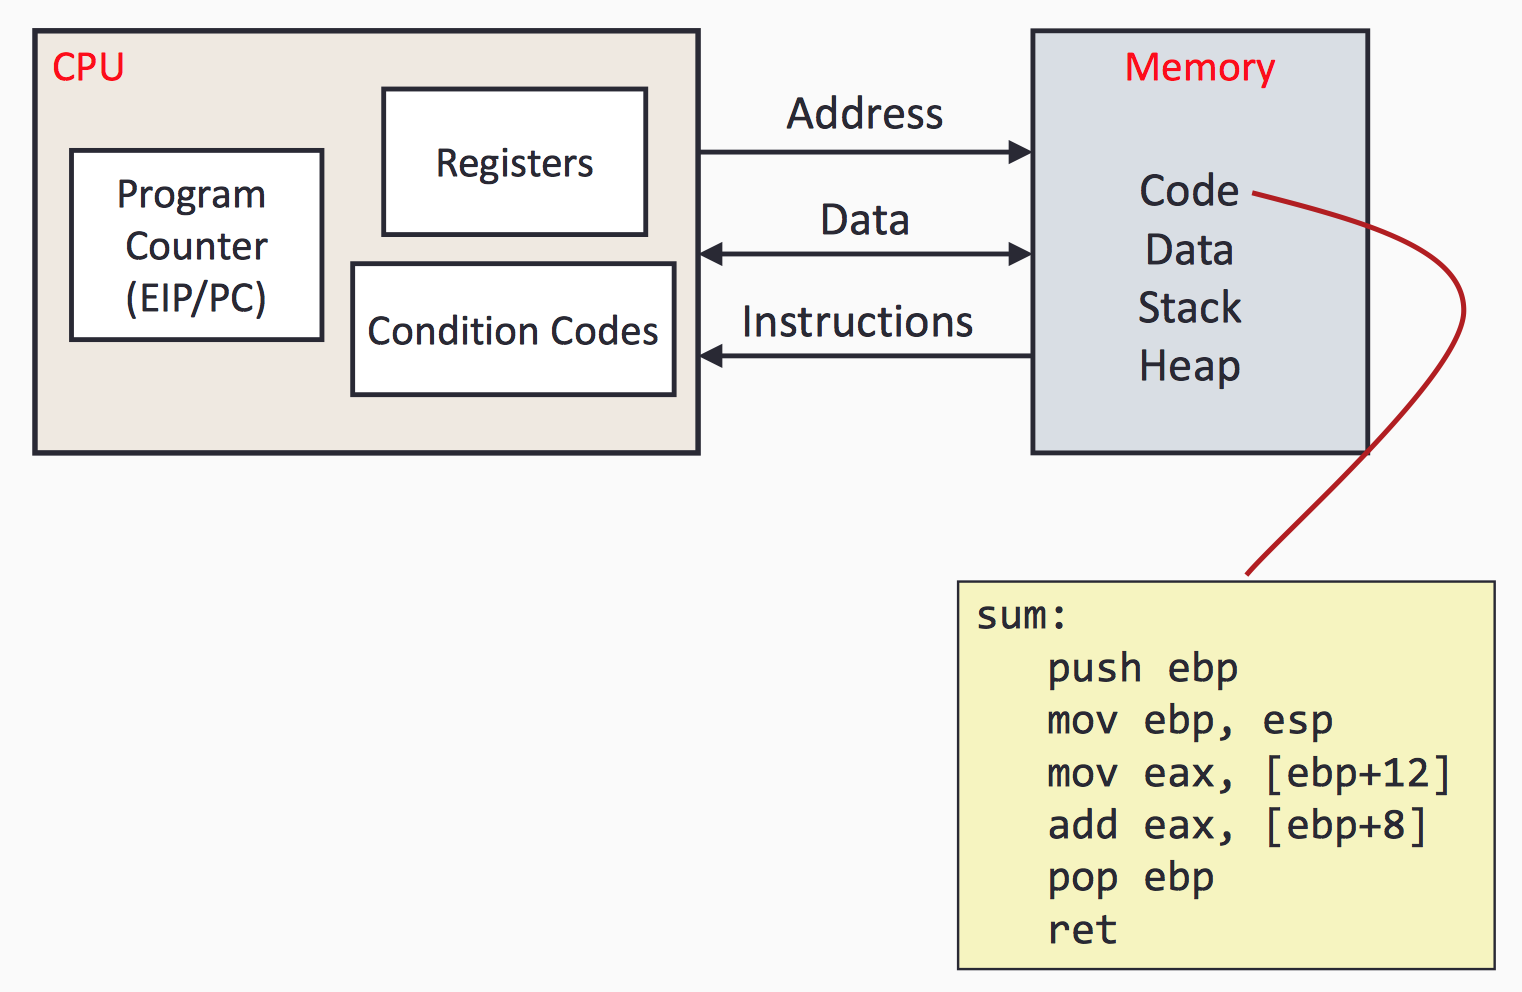 CPU
Program
Counter
(EIP/PC)
Registers
Condition Codes
Address
Data
Instructions
Memory
Code
Data
Stack
Heap
sum:
push ebp
mov ebp, esp
mov eax, [ebp+12]
add eax, [ebp+8]
pop ebp
ret